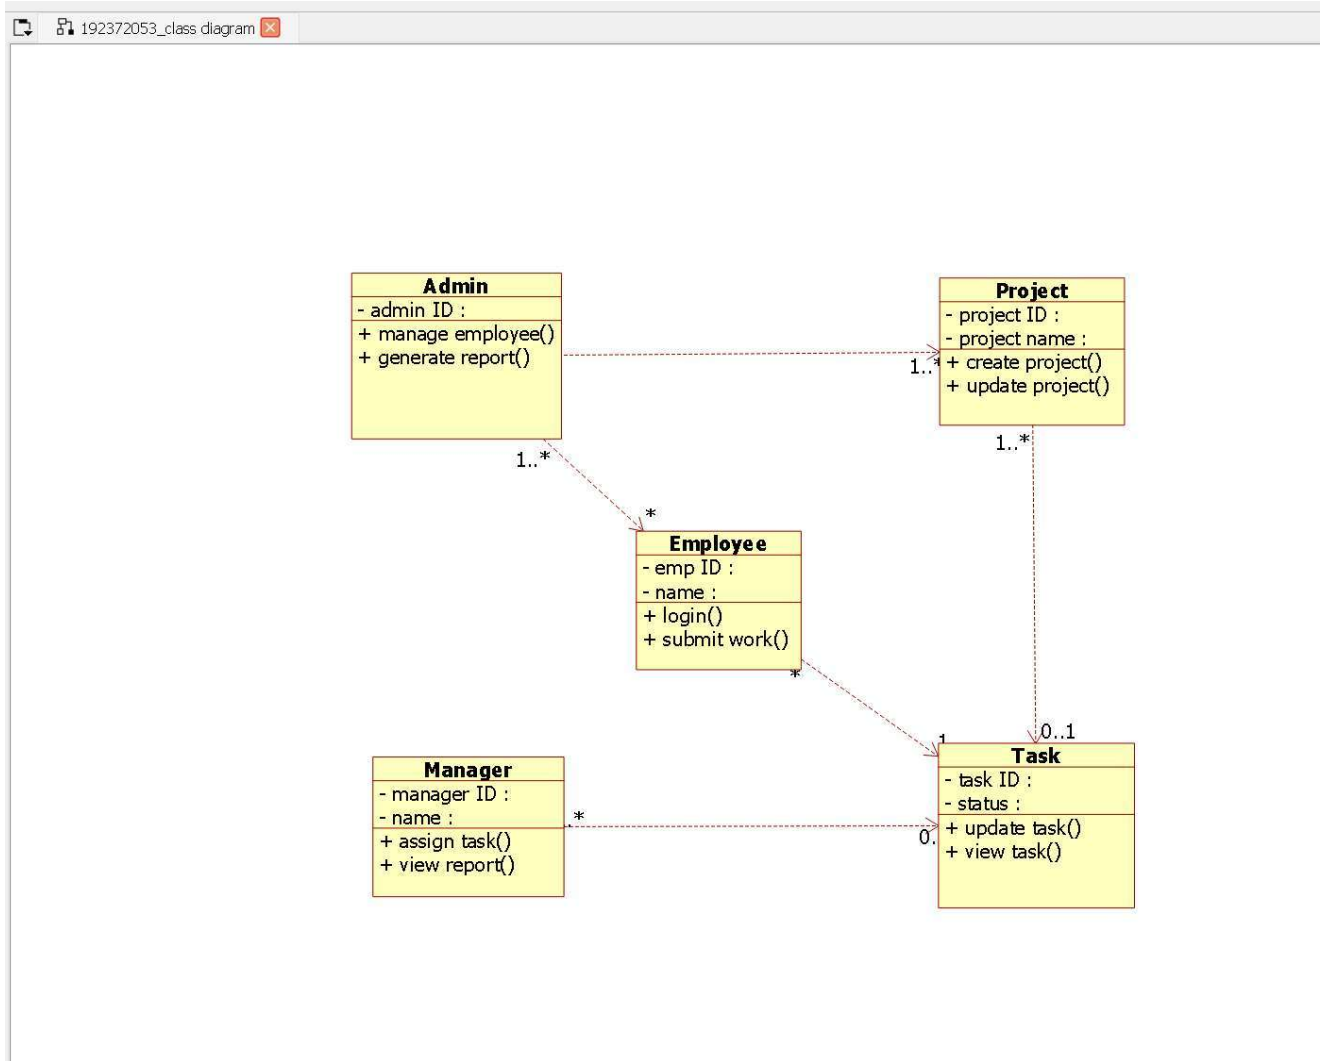 192372053_class diagram
Admin
- admin ID :
+ manage employee()
+ generate report()
Project
- project ID :
- project name :
+ create project()
+ update project()
1..*
1..*
1..*
*
Employee
- emp ID :
- name :
+ login()
+ submit work()
*
1
0..1
Manager
- manager ID :
- name :
+ assign task()
+ view report()
.*
0.
Task
- task ID :
- status :
+ update task()
+ view task()